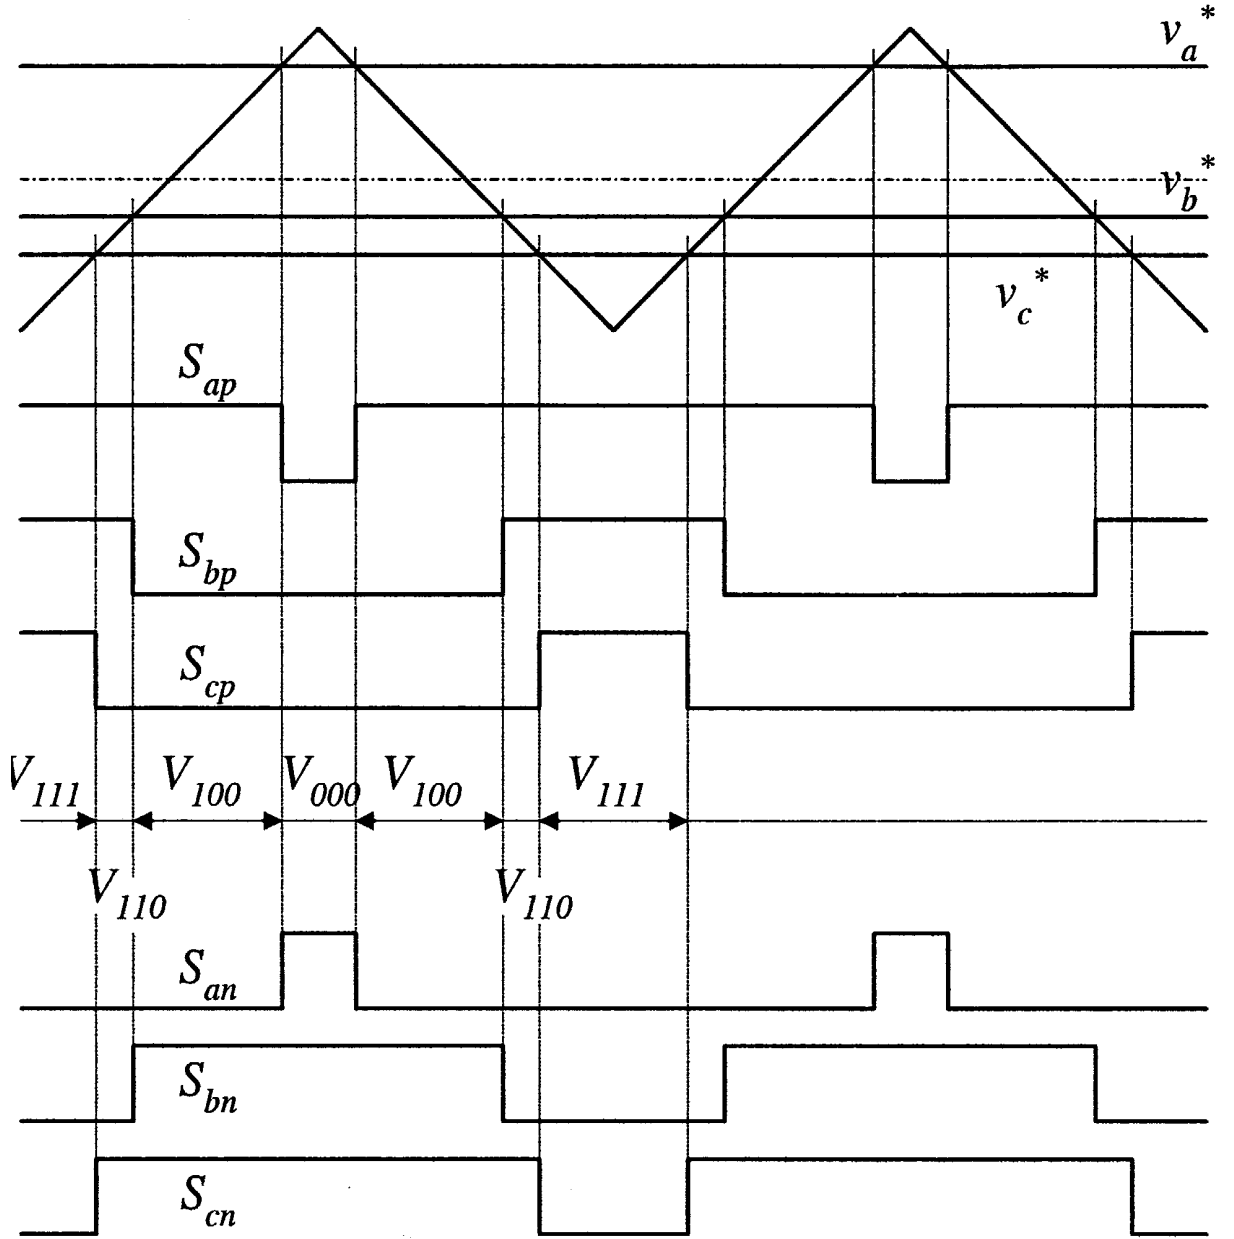 v_a^*
v_b^*
v_c^*
S_ap
S_bp
S_cp
V_111 V_100 V_000 V_100 V_111
V_110 V_110
S_an
S_bn
S_cn